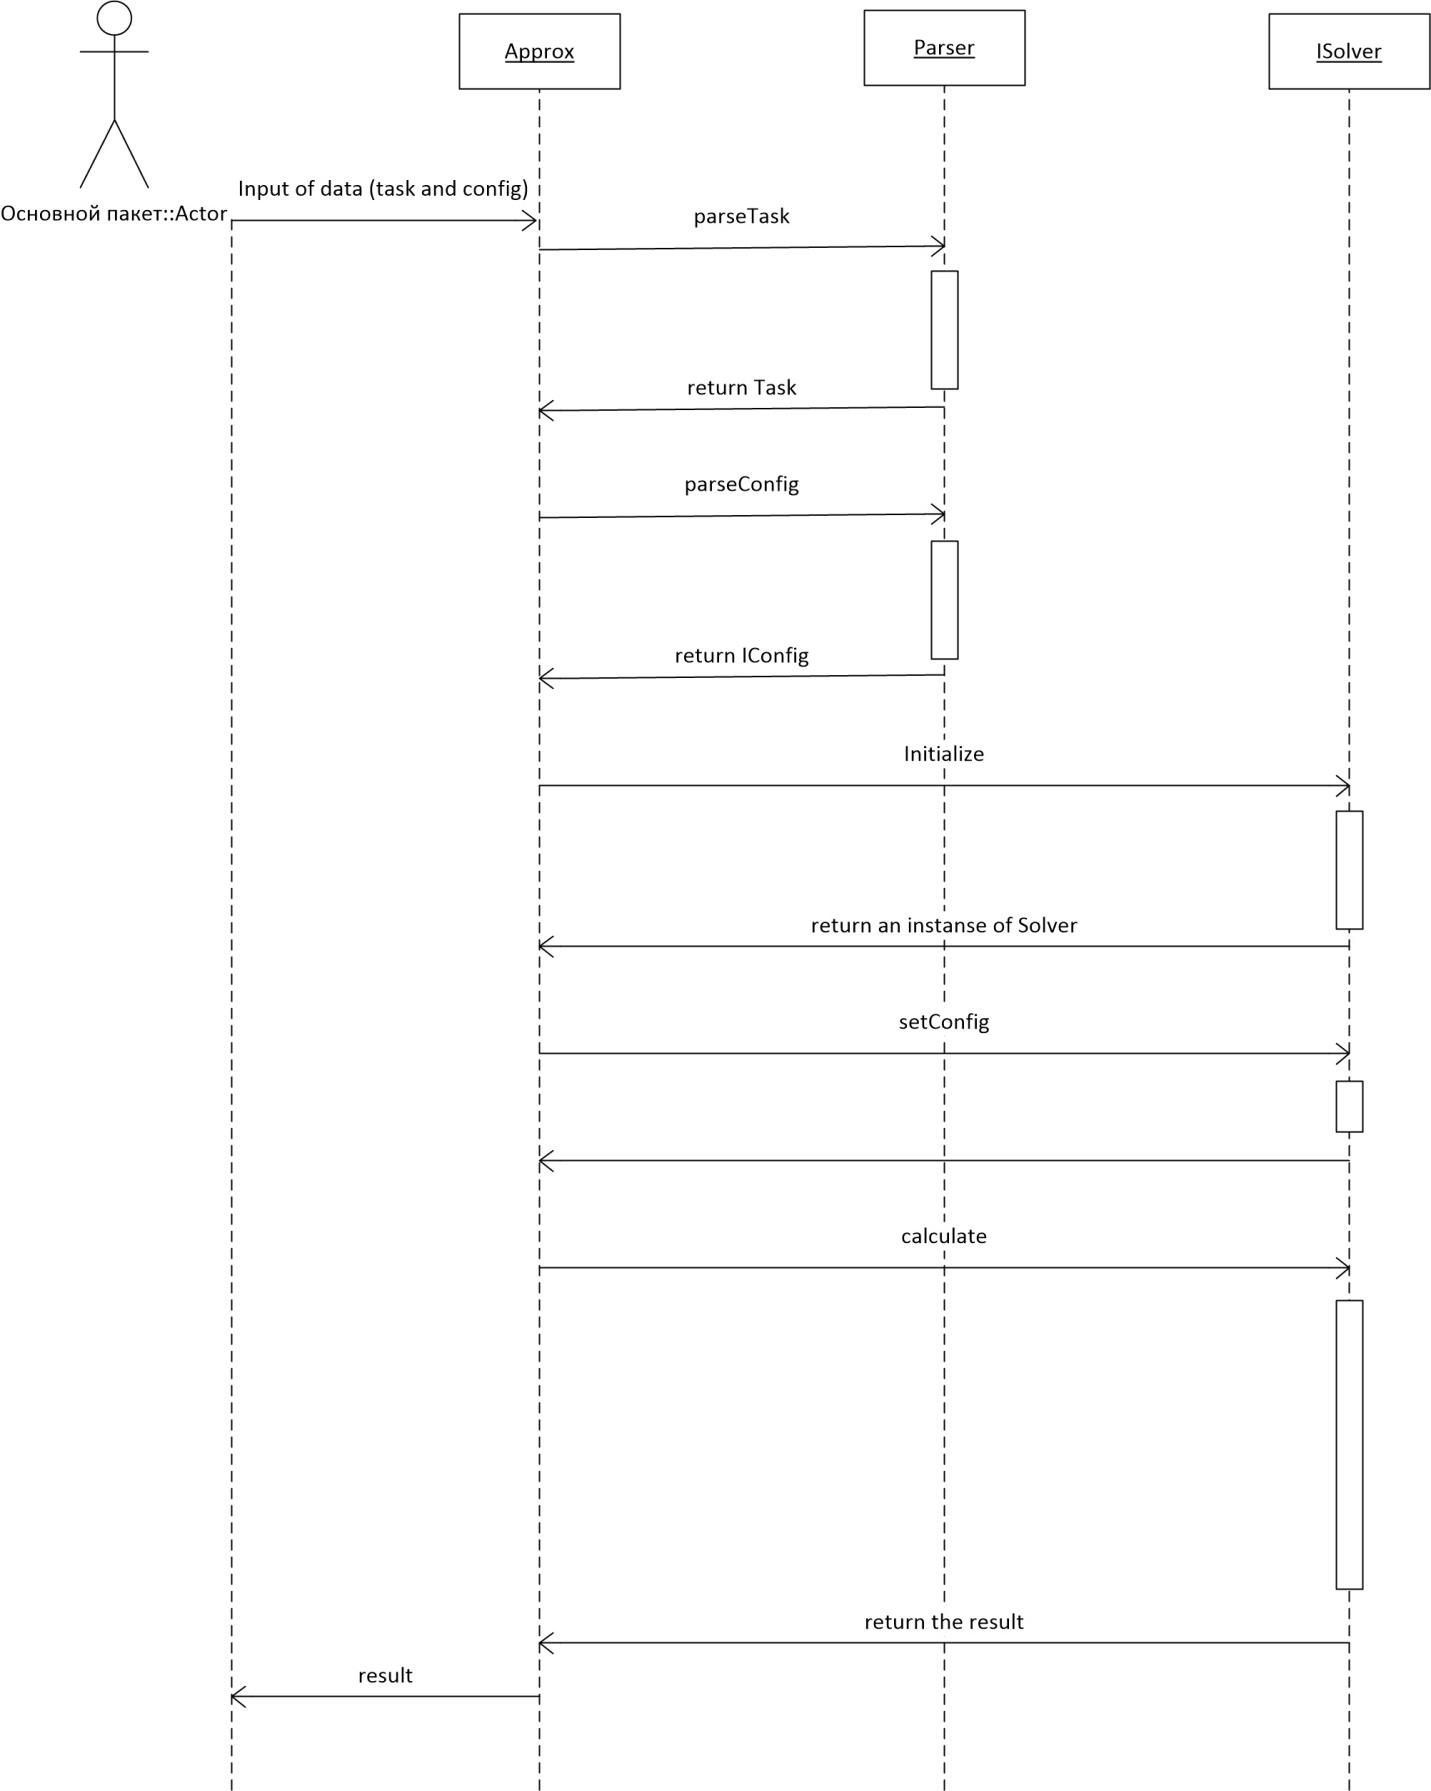 Approx
Parser
ISolver
Input of data (task and config)
Основной пакет::Actor
parseTask
return Task
parseConfig
return IConfig
Initialize
return an instanse of Solver
setConfig
calculate
return the result
result